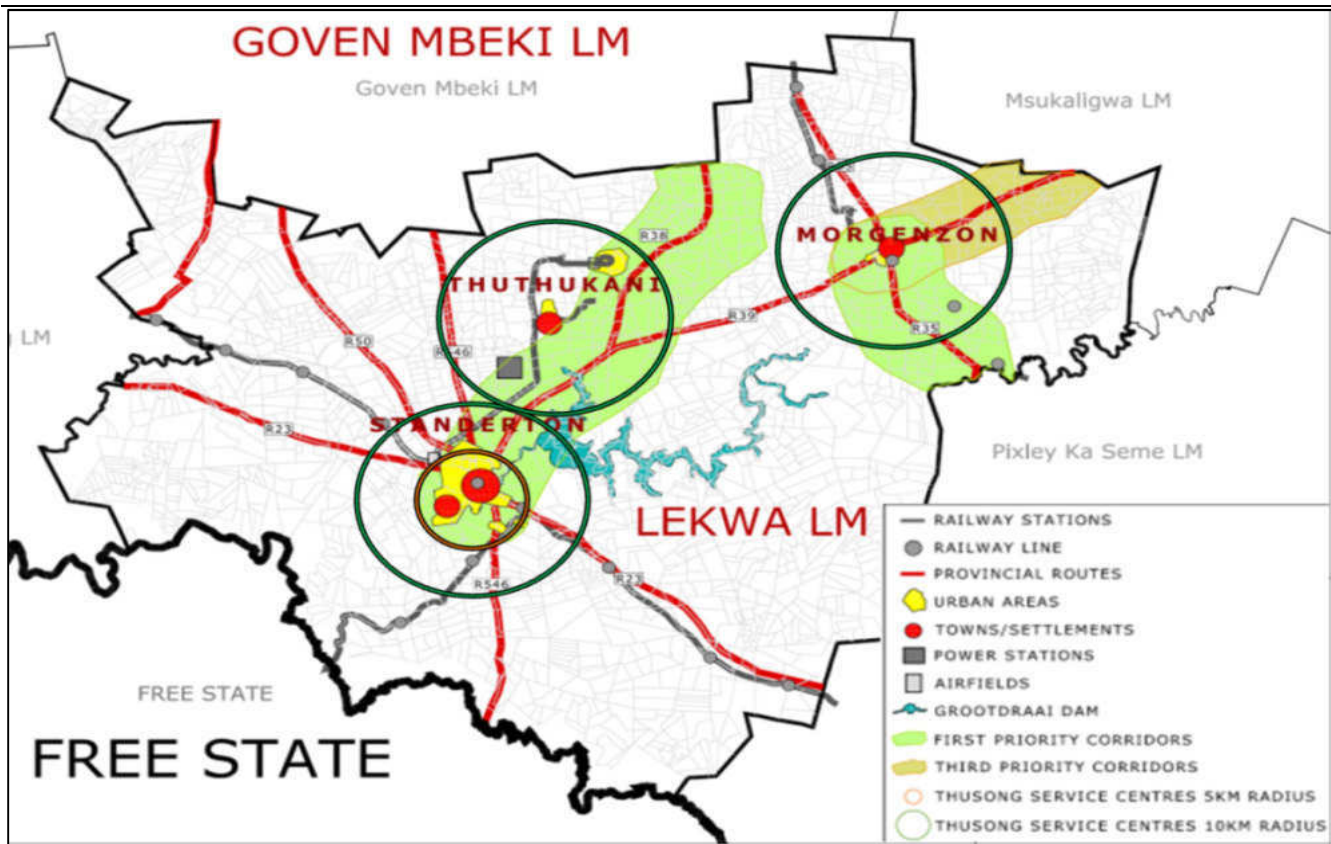 GOVEN MBEKI LM
Goven Mbeki LM
Msukaligwa LM
R38
MORGENZON
THUTHUKANI
R39
R35
LM
R50
R546
STANDERTON
R23
Pixley Ka Seme LM
LEKWA LM
R546
R23
FREE STATE
FREE STATE
RAILWAY STATIONS
RAILWAY LINE
PROVINCIAL ROUTES
URBAN AREAS
TOWNS/SETTLEMENTS
POWER STATIONS
AIRFIELDS
GROOTDRAAI DAM
FIRST PRIORITY CORRIDORS
THIRD PRIORITY CORRIDORS
THUSONG SERVICE CENTRES 5KM RADIUS
THUSONG SERVICE CENTRES 10KM RADIUS